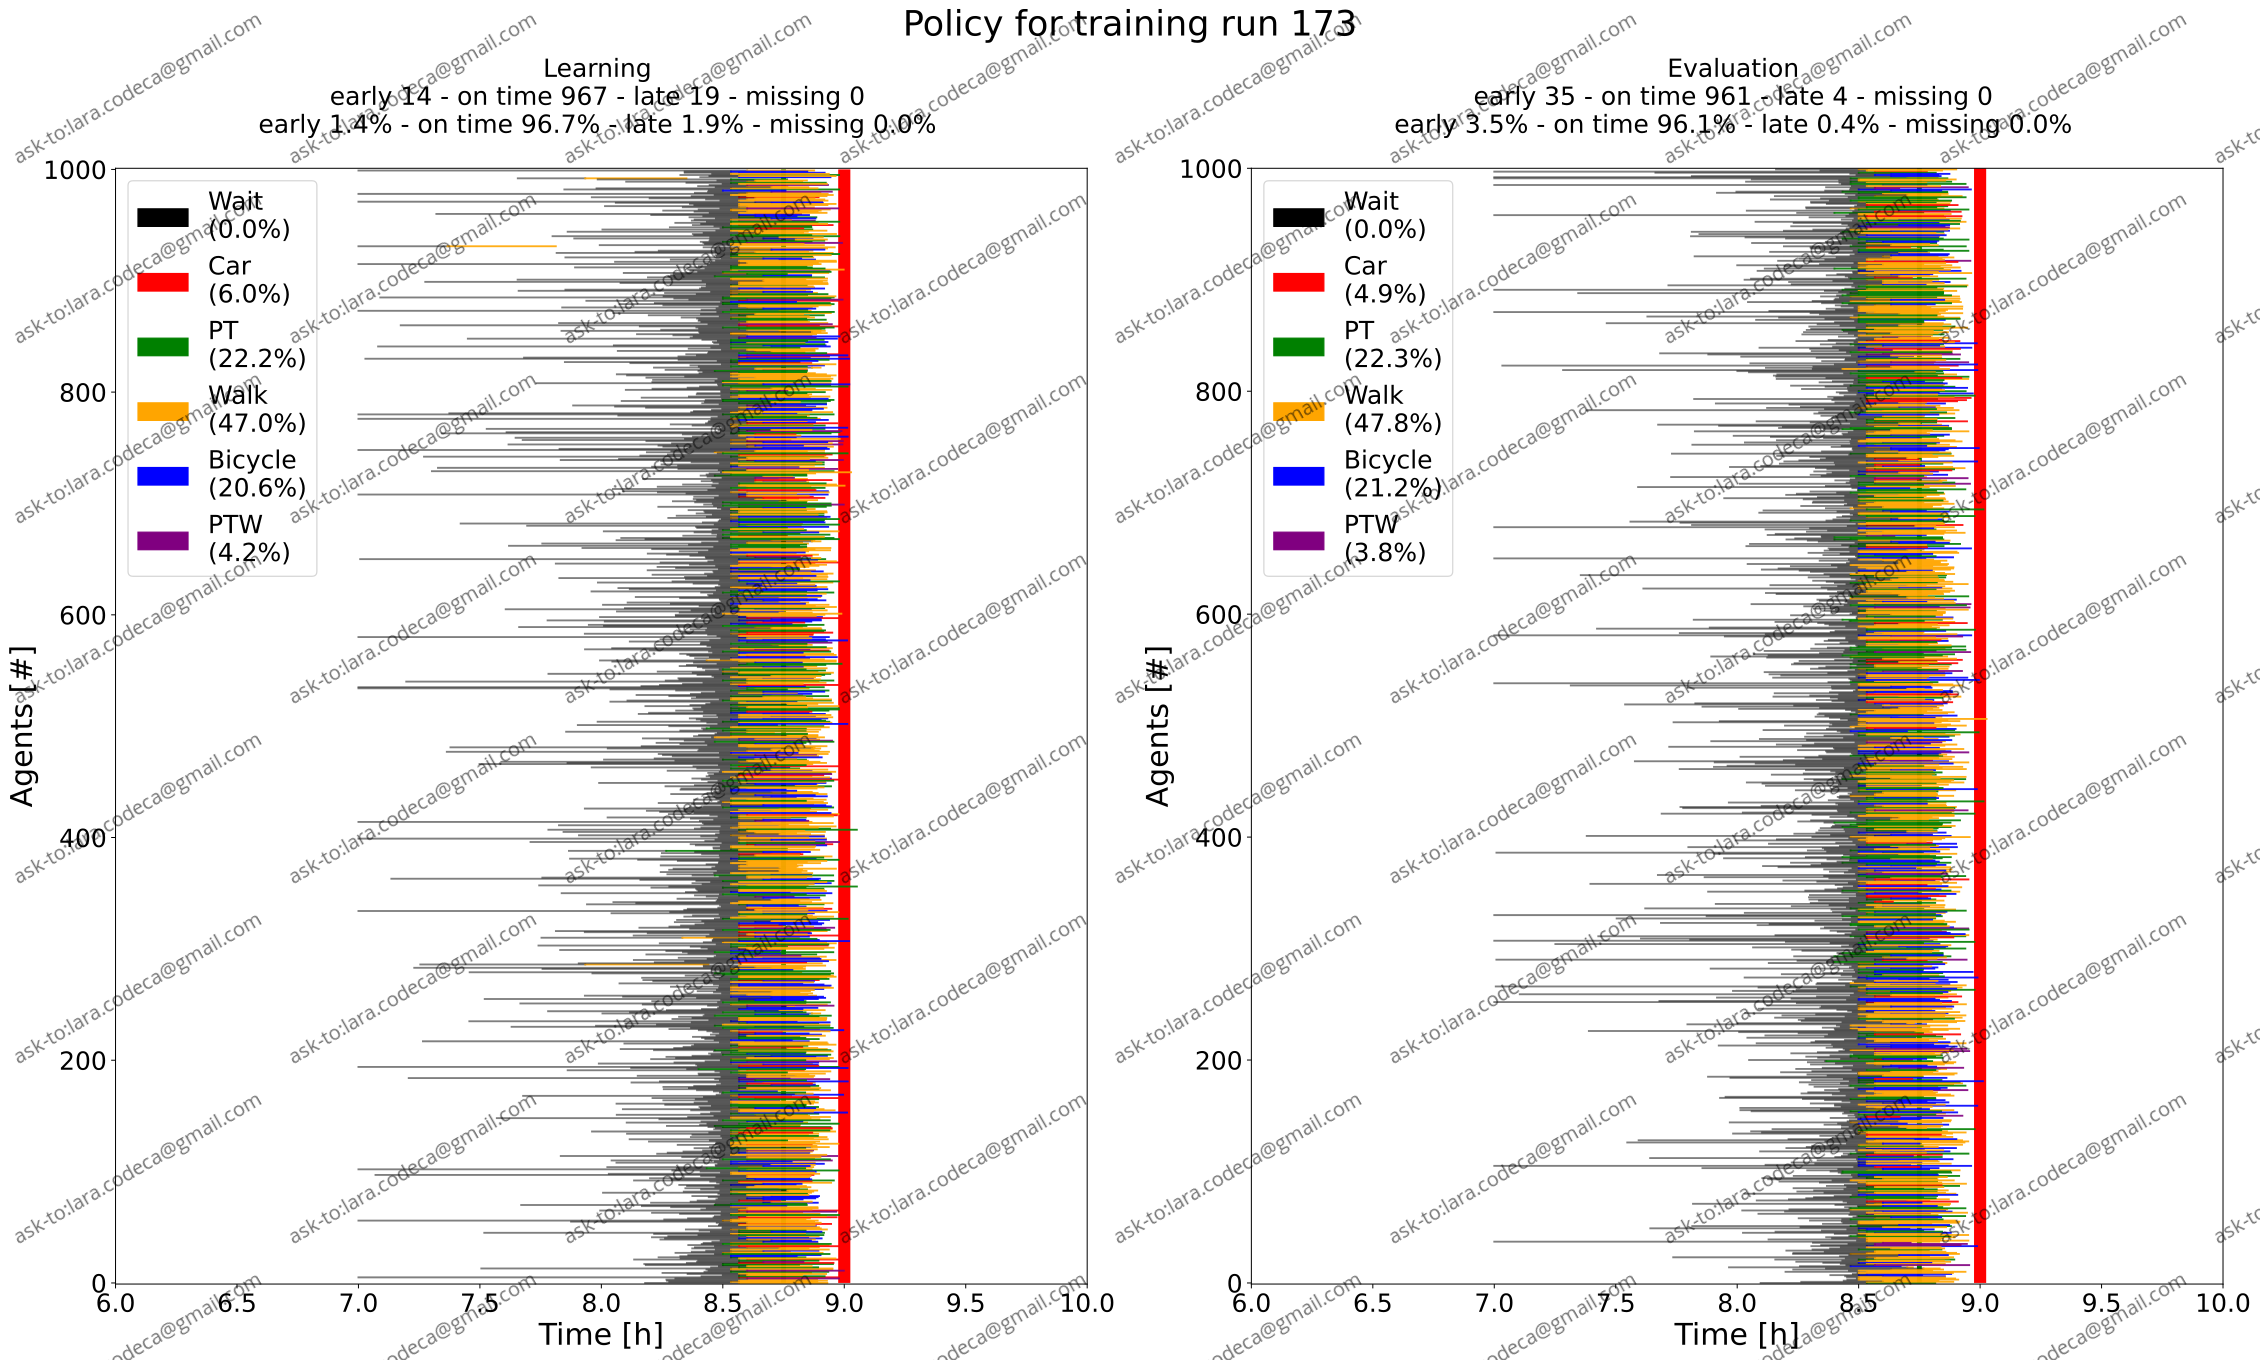 Policy for training run 173
Learning
early 14 - on time 967 - late 19 - missing 0
early 1.4% - on time 96.7% - late 1.9% - missing 0.0%
1000
800
600
400
200
0
Agents [#]
Wait
(0.0%)
Car
(6.0%)
PT
(22.2%)
Walk
(47.0%)
Bicycle
(20.6%)
PTW
(4.2%)
6.0 6.5 7.0 7.5 8.0 8.5 9.0 9.5 10.0
Time [h]
Evaluation
early 35 - on time 961 - late 4 - missing 0
early 3.5% - on time 96.1% - late 0.4% - missing 0.0%
1000
800
600
400
200
0
Agents [#]
Wait
(0.0%)
Car
(4.9%)
PT
(22.3%)
Walk
(47.8%)
Bicycle
(21.2%)
PTW
(3.8%)
6.0 6.5 7.0 7.5 8.0 8.5 9.0 9.5 10.0
Time [h]
ask-to:lara.codeca@gmail.com